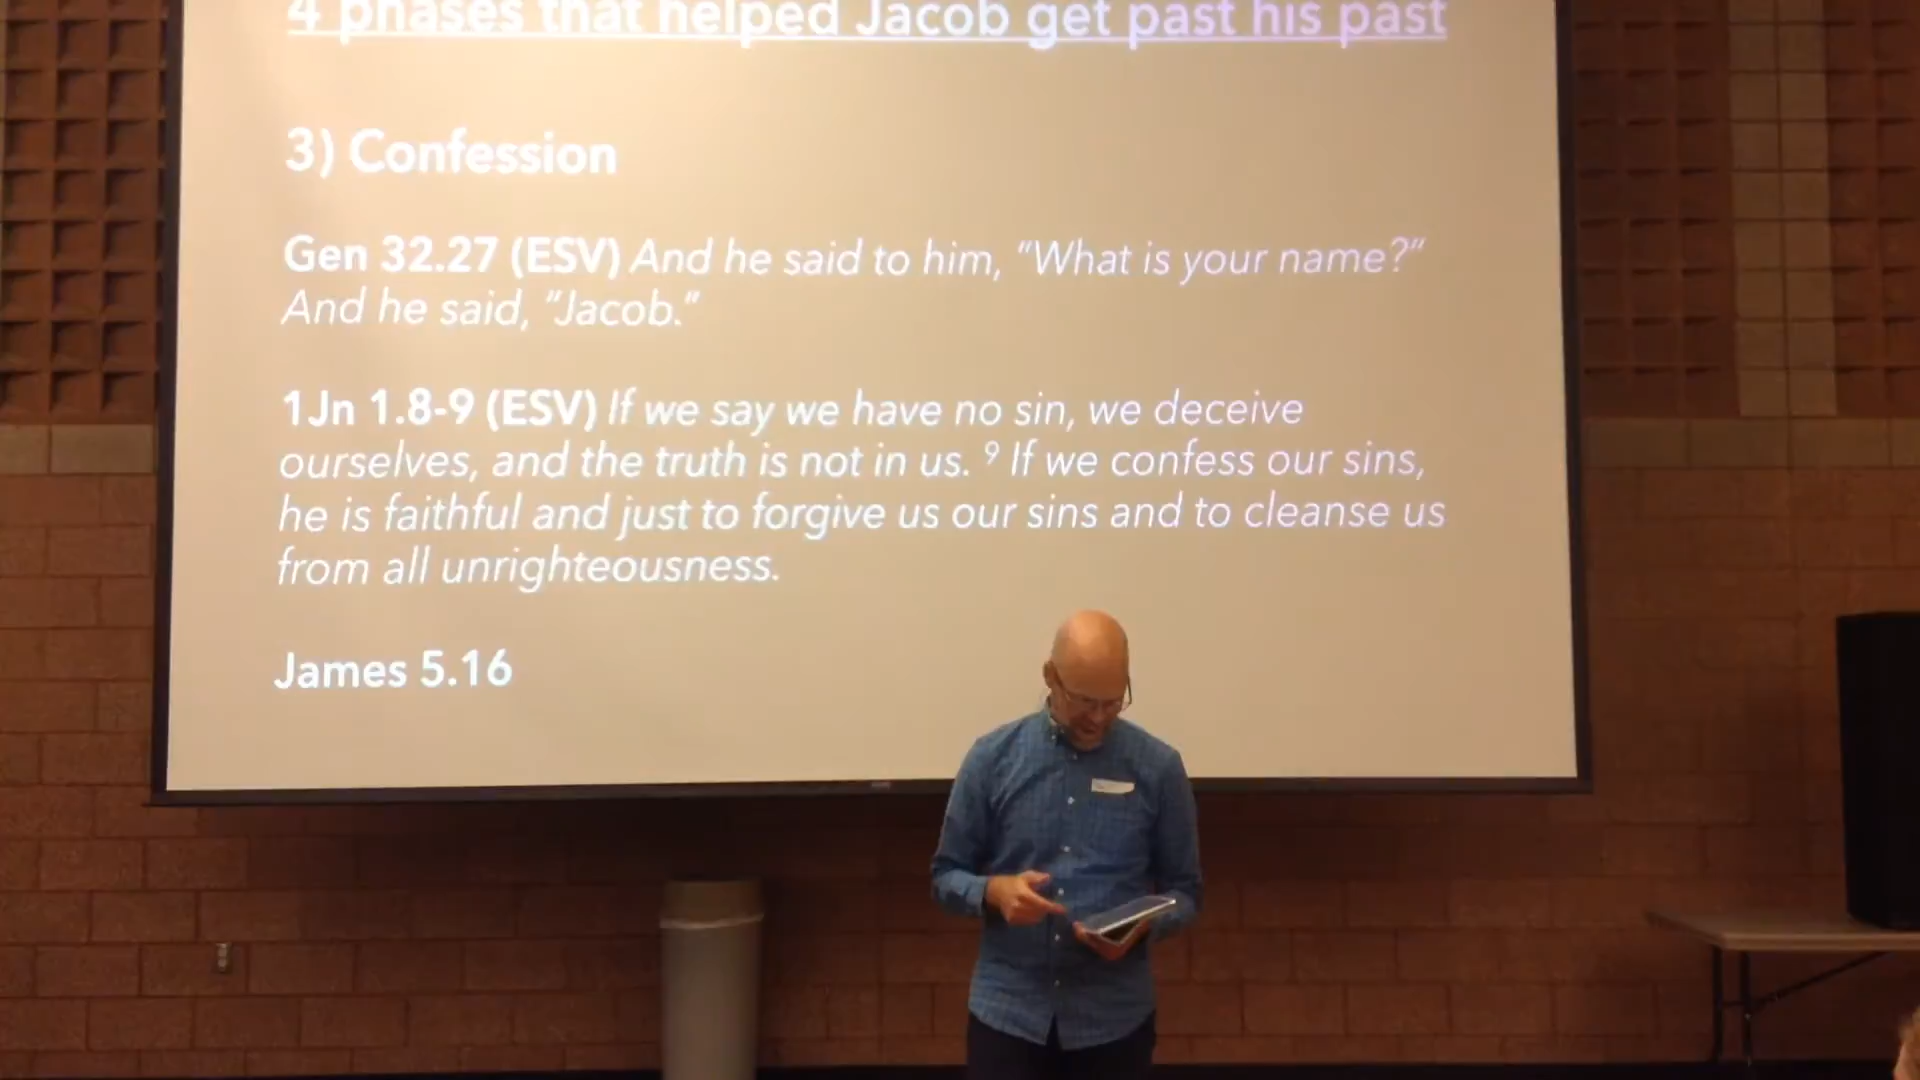 4 phases that helped Jacob get past his past
3) Confession
Gen 32.27 (ESV) And he said to him, "What is your name?"
And he said, "Jacob."
1Jn 1.8-9 (ESV) If we say we have no sin, we deceive
ourselves, and the truth is not in us. ⁹ If we confess our sins,
he is faithful and just to forgive us our sins and to cleanse us
from all unrighteousness.
James 5.16